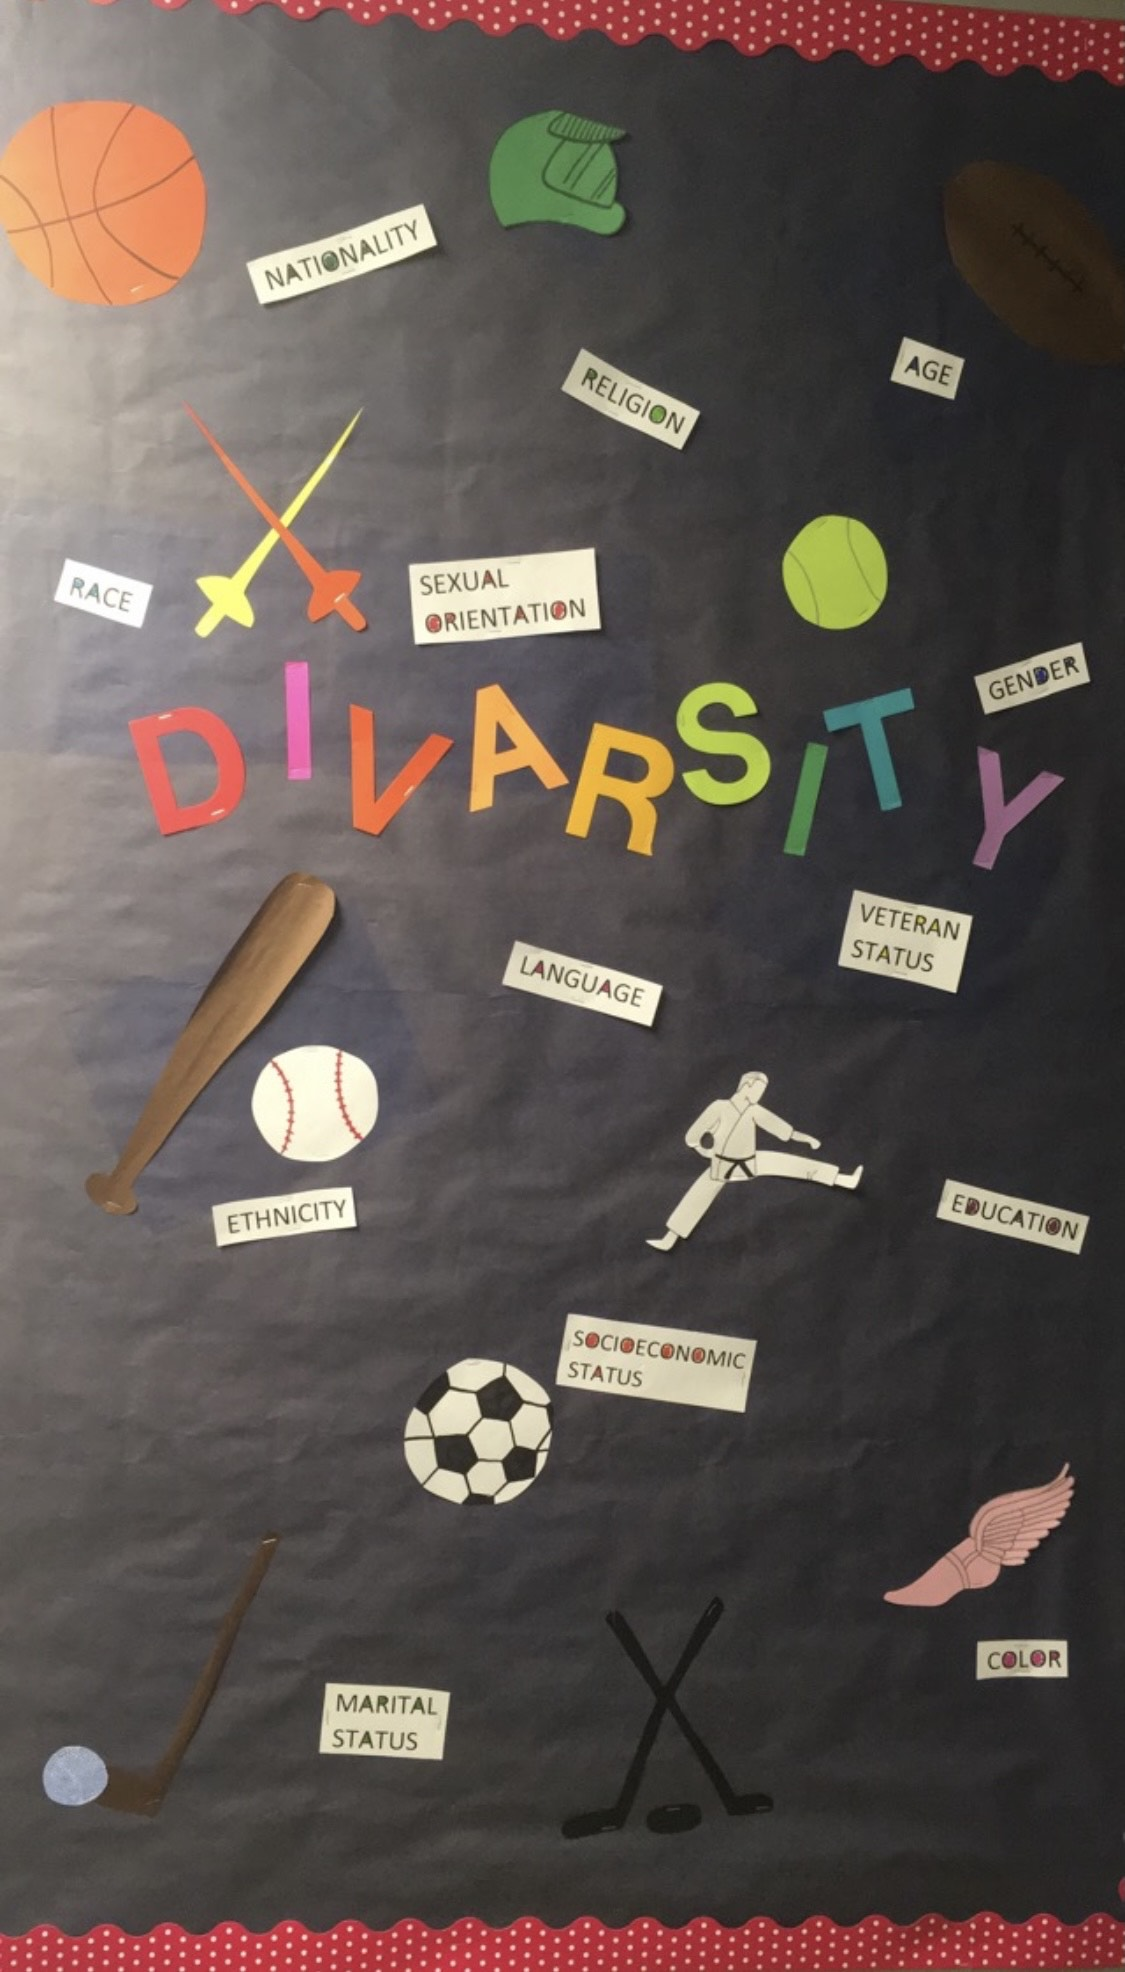 NATIONALITY
RELIGION
AGE
RACE
SEXUAL
ORIENTATION
GENDER
DIVARSITY
VETERAN
STATUS
LANGUAGE
ETHNICITY
EDUCATION
SOCIOECONOMIC
STATUS
COLOR
MARITAL
STATUS